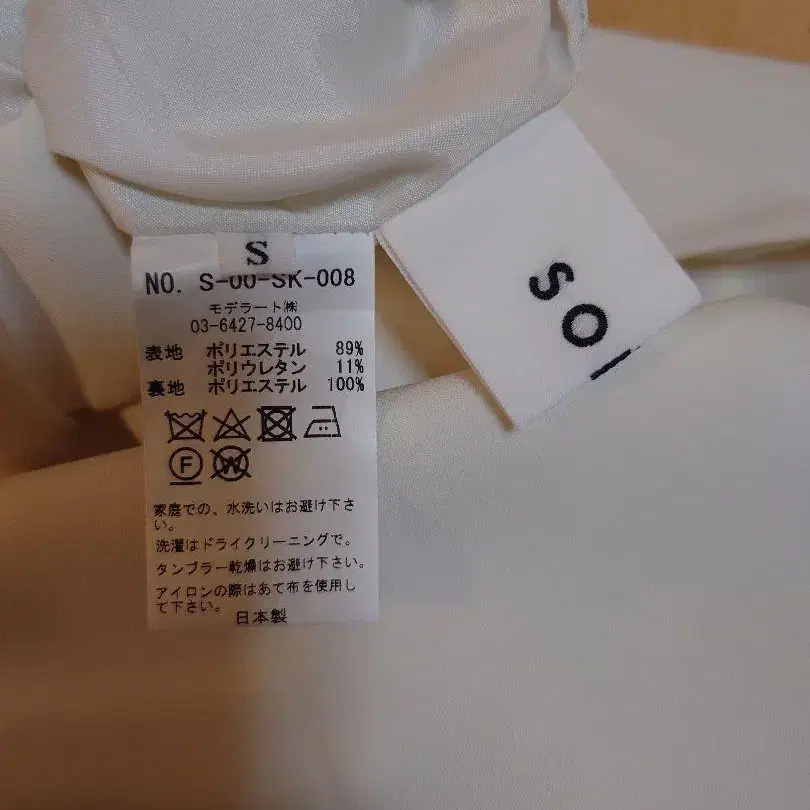 S
NO. S-00-SK-008
モデラート㈱
03-6427-8400
表地 ポリエステル 89%
ポリウレタン 11%
裏地 ポリエステル 100%
F
W
家庭での、水洗いはお避け下さ
い。
洗濯はドライクリーニングで。
タンブラー乾燥はお避け下さい。
アイロンの際はあて布を使用し
て下さい。
日本製